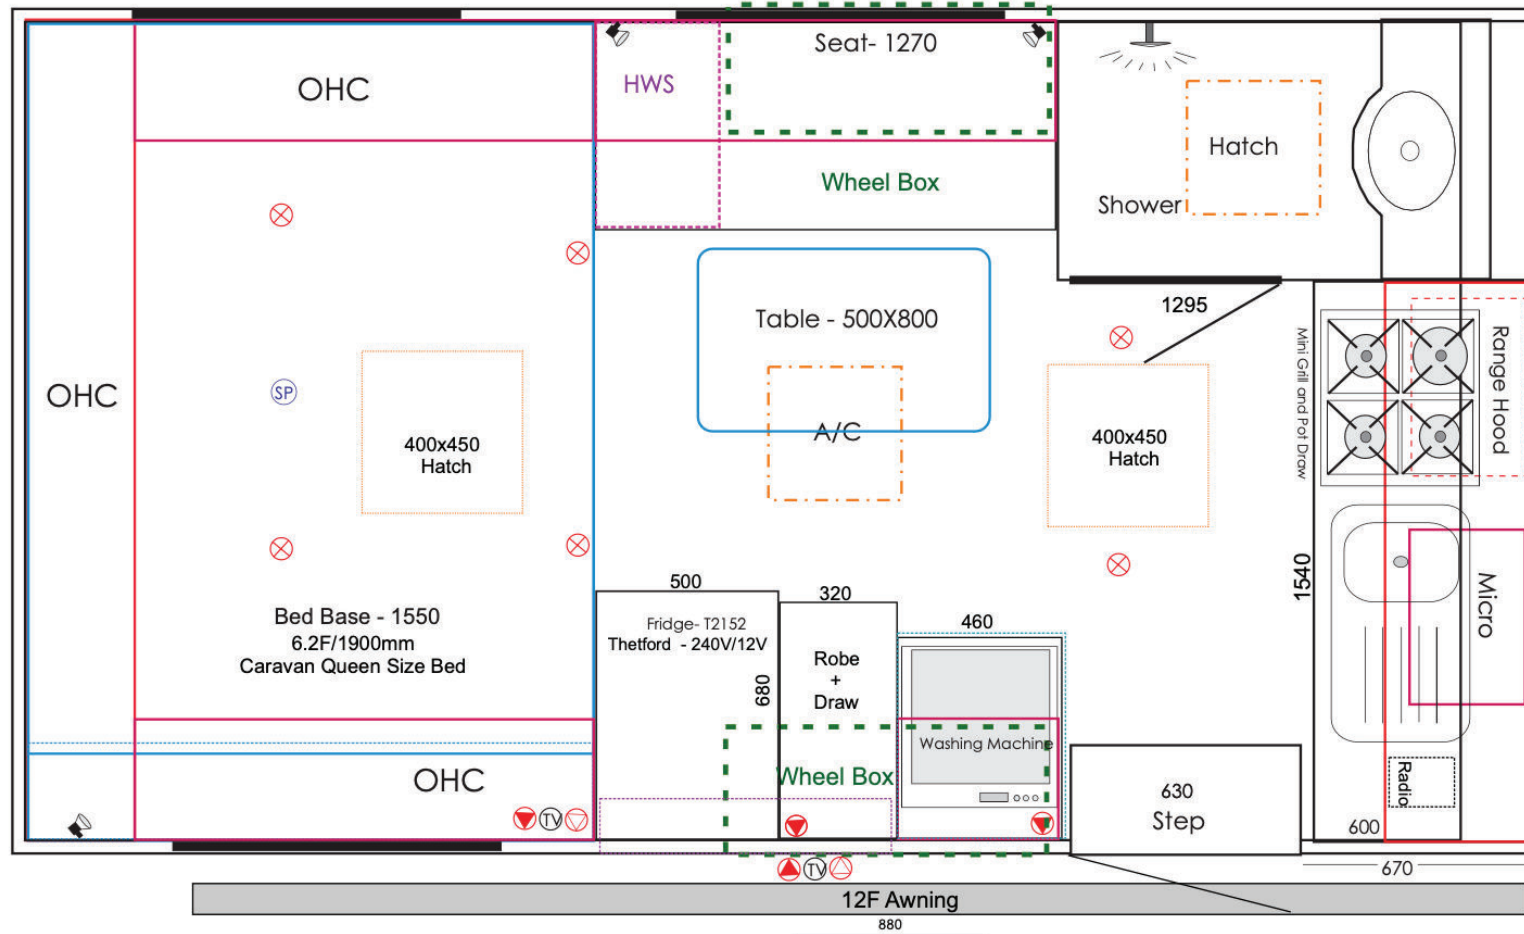 OHC
HWS
Seat- 1270
Wheel Box
Hatch
Shower
Table - 500X800
A/C
1295
OHC
SP
400x450
Hatch
400x450
Hatch
Mini Grill and Pot Draw
Range Hood
1540
Micro
Radio
Bed Base - 1550
6.2F/1900mm
Caravan Queen Size Bed
500
Fridge- T2152
Thetford - 240V/12V
680
320
Robe
+
Draw
460
Washing Machine
Wheel Box
OHC
TV
630
Step
600
670
TV
12F Awning
880